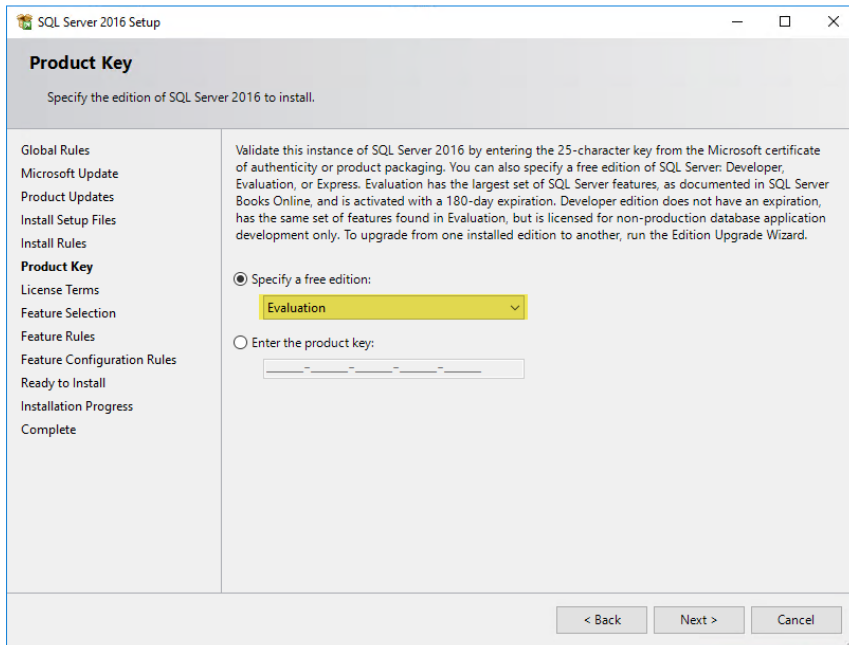 SQL Server 2016 Setup
Product Key
Specify the edition of SQL Server 2016 to install.
Global Rules
Microsoft Update
Product Updates
Install Setup Files
Install Rules
Product Key
License Terms
Feature Selection
Feature Rules
Feature Configuration Rules
Ready to Install
Installation Progress
Complete
Validate this instance of SQL Server 2016 by entering the 25-character key from the Microsoft certificate
of authenticity or product packaging. You can also specify a free edition of SQL Server: Developer,
Evaluation, or Express. Evaluation has the largest set of SQL Server features, as documented in SQL Server
Books Online, and is activated with a 180-day expiration. Developer edition does not have an expiration,
has the same set of features found in Evaluation, but is licensed for non-production database application
development only. To upgrade from one installed edition to another, run the Edition Upgrade Wizard.
Specify a free edition:
Evaluation
Enter the product key:
_____-_____-_____-_____-_____
< Back
Next >
Cancel